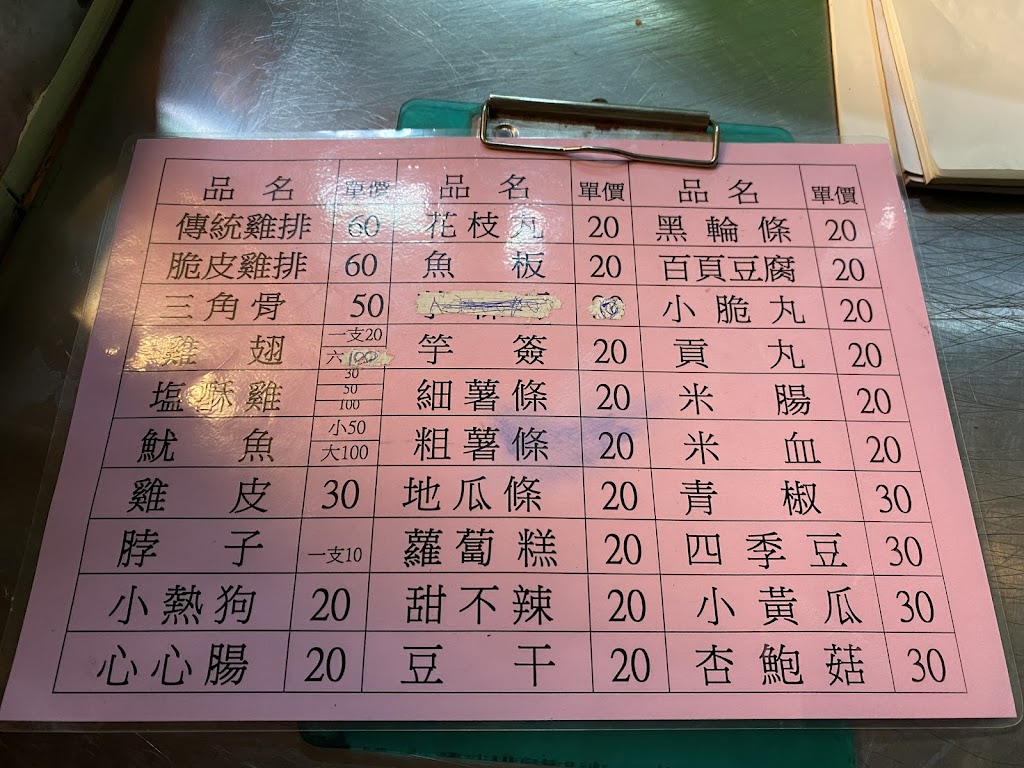 品名 單價 品名 單價 品名 單價
傳統雞排 60 花枝丸 20 黑輪條 20
脆皮雞排 60 魚板 20 百頁豆腐 20
三角骨 50 小脆丸 20
雞翅 一支20 六100 竽簽 20 貢丸 20
塩酥雞 30 50 100 細薯條 20 米腸 20
魷魚 小50 大100 粗薯條 20 米血 20
雞皮 30 地瓜條 20 青椒 30
脖子 一支10 蘿蔔糕 20 四季豆 30
小熱狗 20 甜不辣 20 小黃瓜 30
心心腸 20 豆干 20 杏鮑菇 30